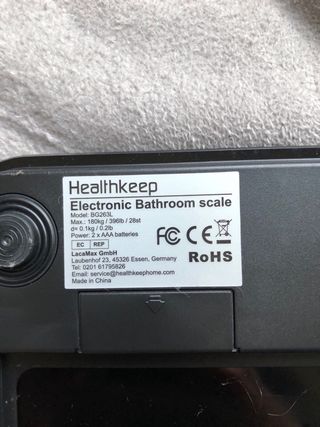 Healthkeep
Electronic Bathroom scale
Model: BG263L
Max.: 180kg / 396lb / 28st
d= 0.1kg / 0.2lb
Power: 2 x AAA batteries
EC REP
LacaMax GmbH
Laubenhof 23, 45326 Essen, Germany
Tel: 0201 61795826
Email: service@healthkeephome.com
Made in China
FC CE
RoHS